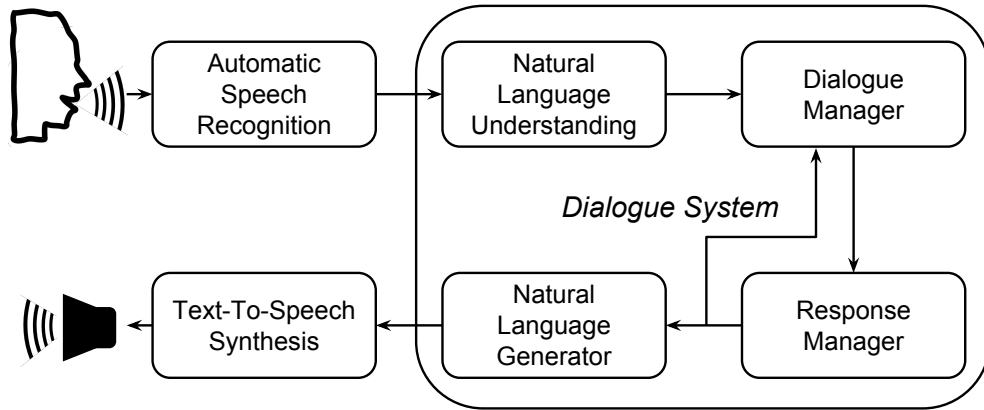 Automatic
Speech
Recognition
Natural
Language
Understanding
Dialogue
Manager
Dialogue System
Text-To-Speech
Synthesis
Natural
Language
Generator
Response
Manager